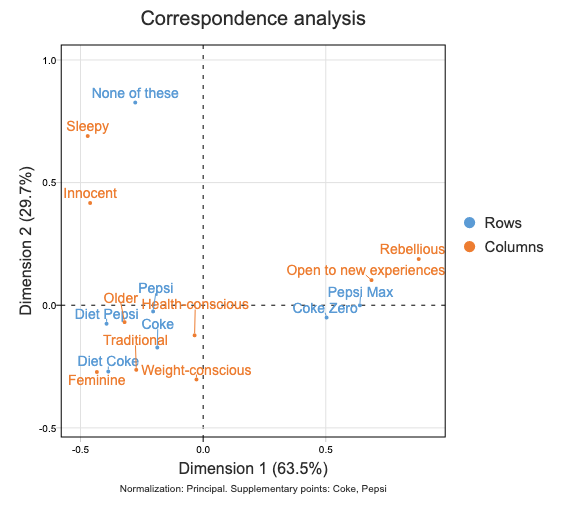 Correspondence analysis
1.0
None of these
Sleepy
0.5
Innocent
Rebellious
Open to new experiences
Pepsi
Pepsi Max
Older
Health-conscious
0.0
Coke Zero
Diet Pepsi
Coke
Traditional
Diet Coke
Weight-conscious
Feminine
-0.5
-0.5
0.0
0.5
Dimension 1 (63.5%)
Dimension 2 (29.7%)
Normalization: Principal. Supplementary points: Coke, Pepsi
Rows
Columns